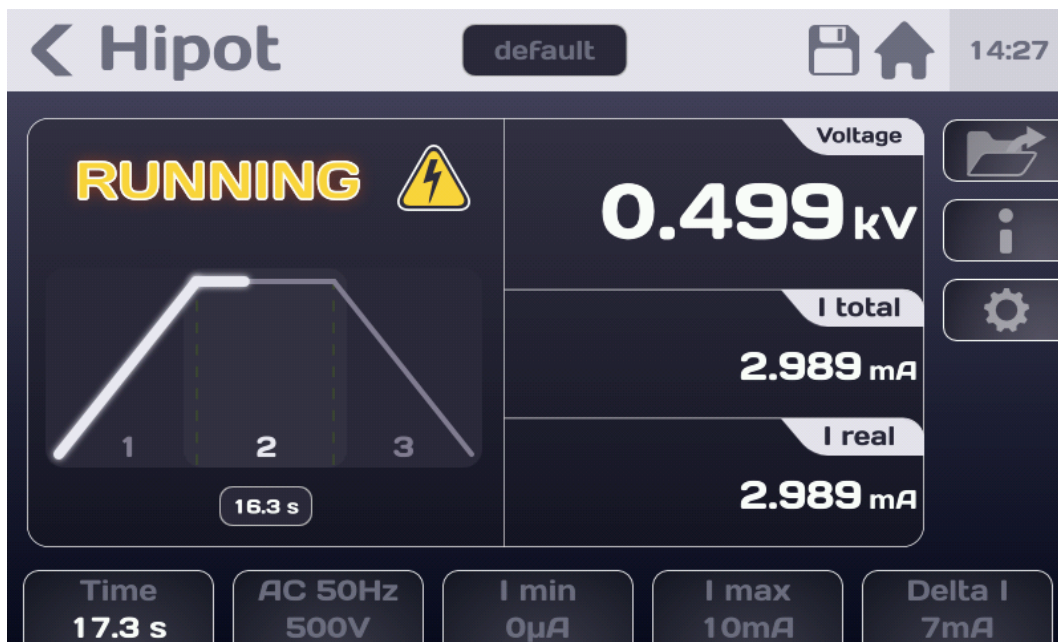 Hipot
default
14:27
RUNNING
Voltage
0.499 kV
I total
2.989 mA
I real
2.989 mA
1
2
3
16.3 s
Time
17.3 s
AC 50Hz
500V
I min
0µA
I max
10mA
Delta I
7mA